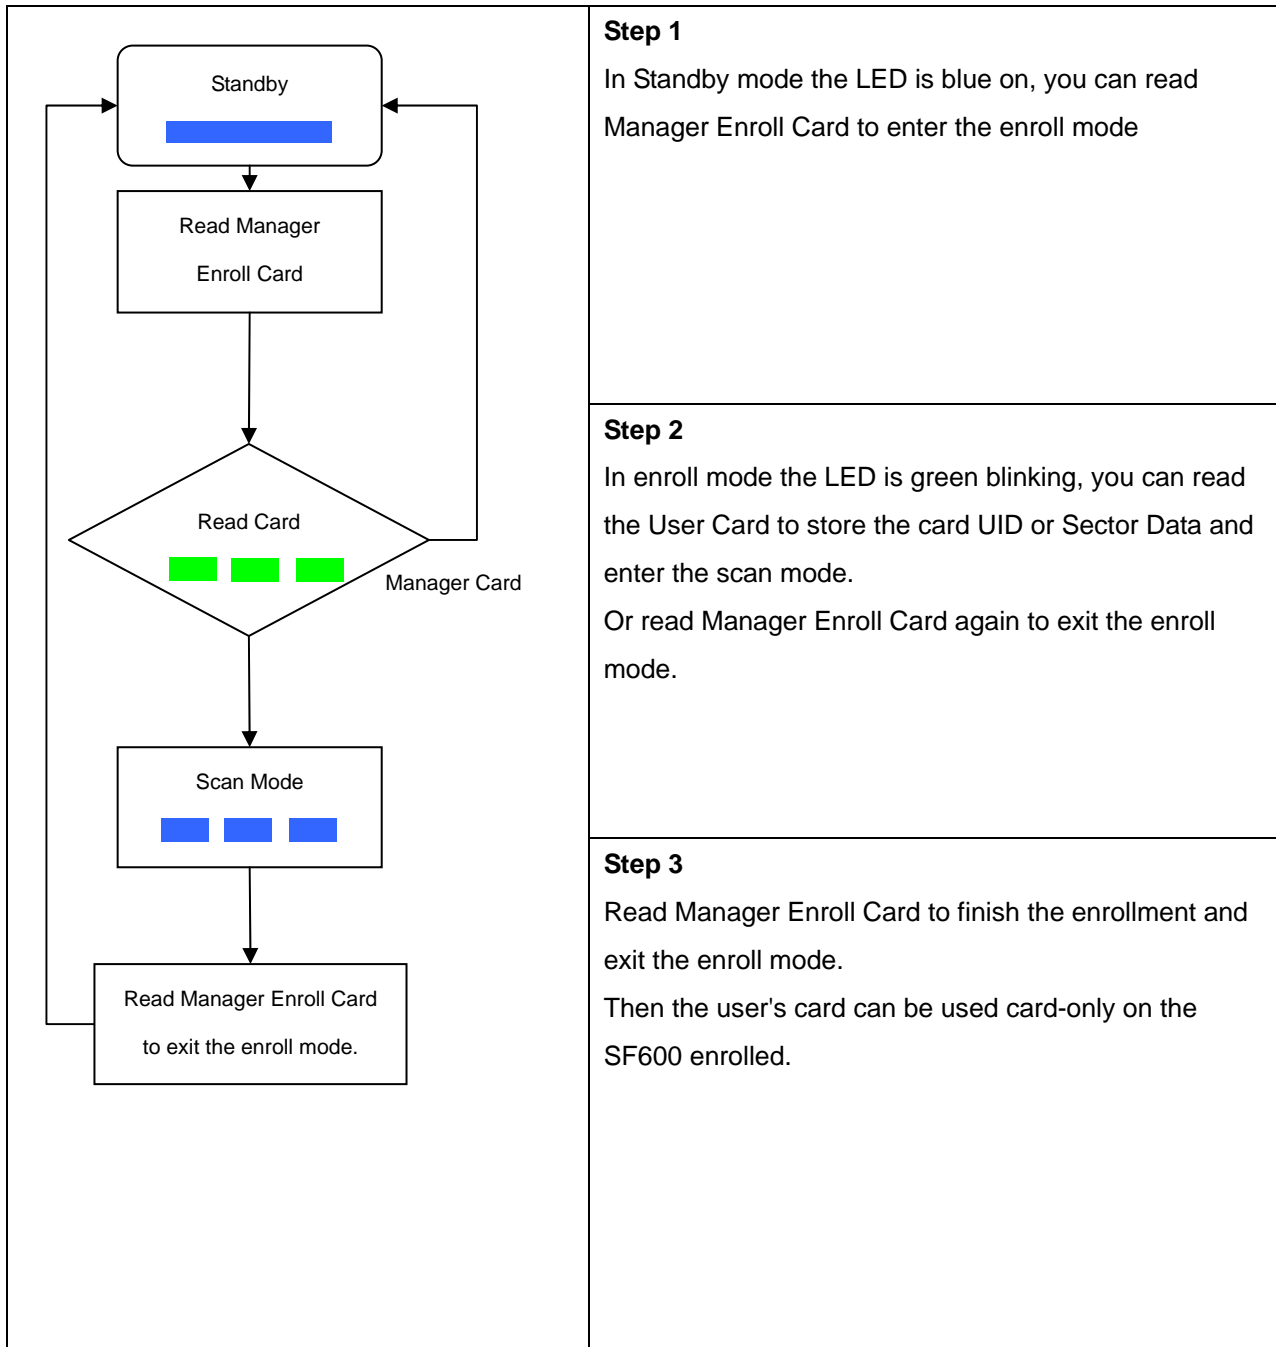 Standby
Read Manager
Enroll Card
Read Card
Manager Card
Scan Mode
Read Manager Enroll Card
to exit the enroll mode.
Step 1
In Standby mode the LED is blue on, you can read
Manager Enroll Card to enter the enroll mode
Step 2
In enroll mode the LED is green blinking, you can read
the User Card to store the card UID or Sector Data and
enter the scan mode.
Or read Manager Enroll Card again to exit the enroll
mode.
Step 3
Read Manager Enroll Card to finish the enrollment and
exit the enroll mode.
Then the user's card can be used card-only on the
SF600 enrolled.